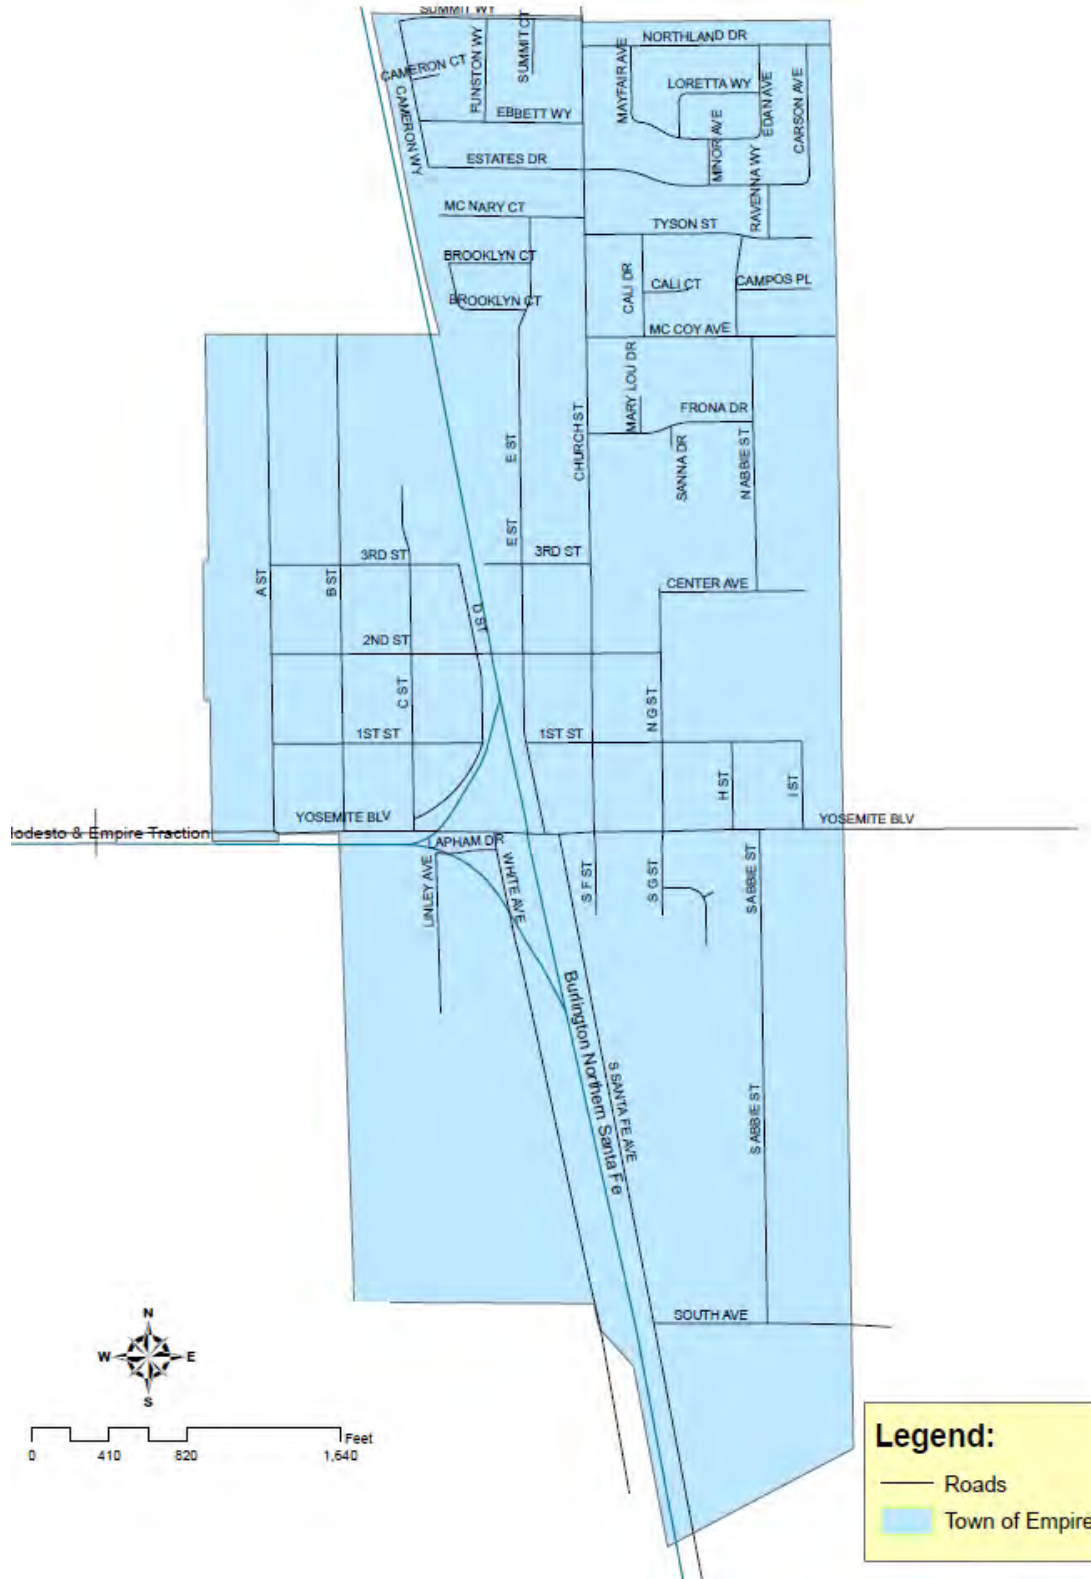 SUMMIT WY
NORTHLAND DR
CAMERON CT
FUNSTON WY
SUMMIT CT
MAYFAIR AVE
LORETTA WY
EDAN AVE
CARSON AVE
CAMERON WY
EBBETT WY
MINOR AVE
ESTATES DR
RAVENNA WY
MC NARY CT
TYSON ST
BROOKLYN CT
CALI DR
CALI CT
CAMPOS PL
BROOKLYN CT
MC COY AVE
MARY LOU DR
FRONA DR
CHURCH ST
E ST
SANNA DR
N ABBIE ST
E ST
3RD ST
3RD ST
A ST
B ST
CENTER AVE
D ST
2ND ST
C ST
N G ST
1ST ST
1ST ST
H ST
I ST
YOSEMITE BLV
YOSEMITE BLV
odesto & Empire Traction
APHAM DR
LINLEY AVE
WHITE AVE
S F ST
S G ST
S ABBIE ST
Burlington Northern Santa Fe
S SANTA FE AVE
S ABBIE ST
SOUTH AVE
N
W E
S
Feet
0 410 820 1,640
Legend:
Roads
Town of Empire